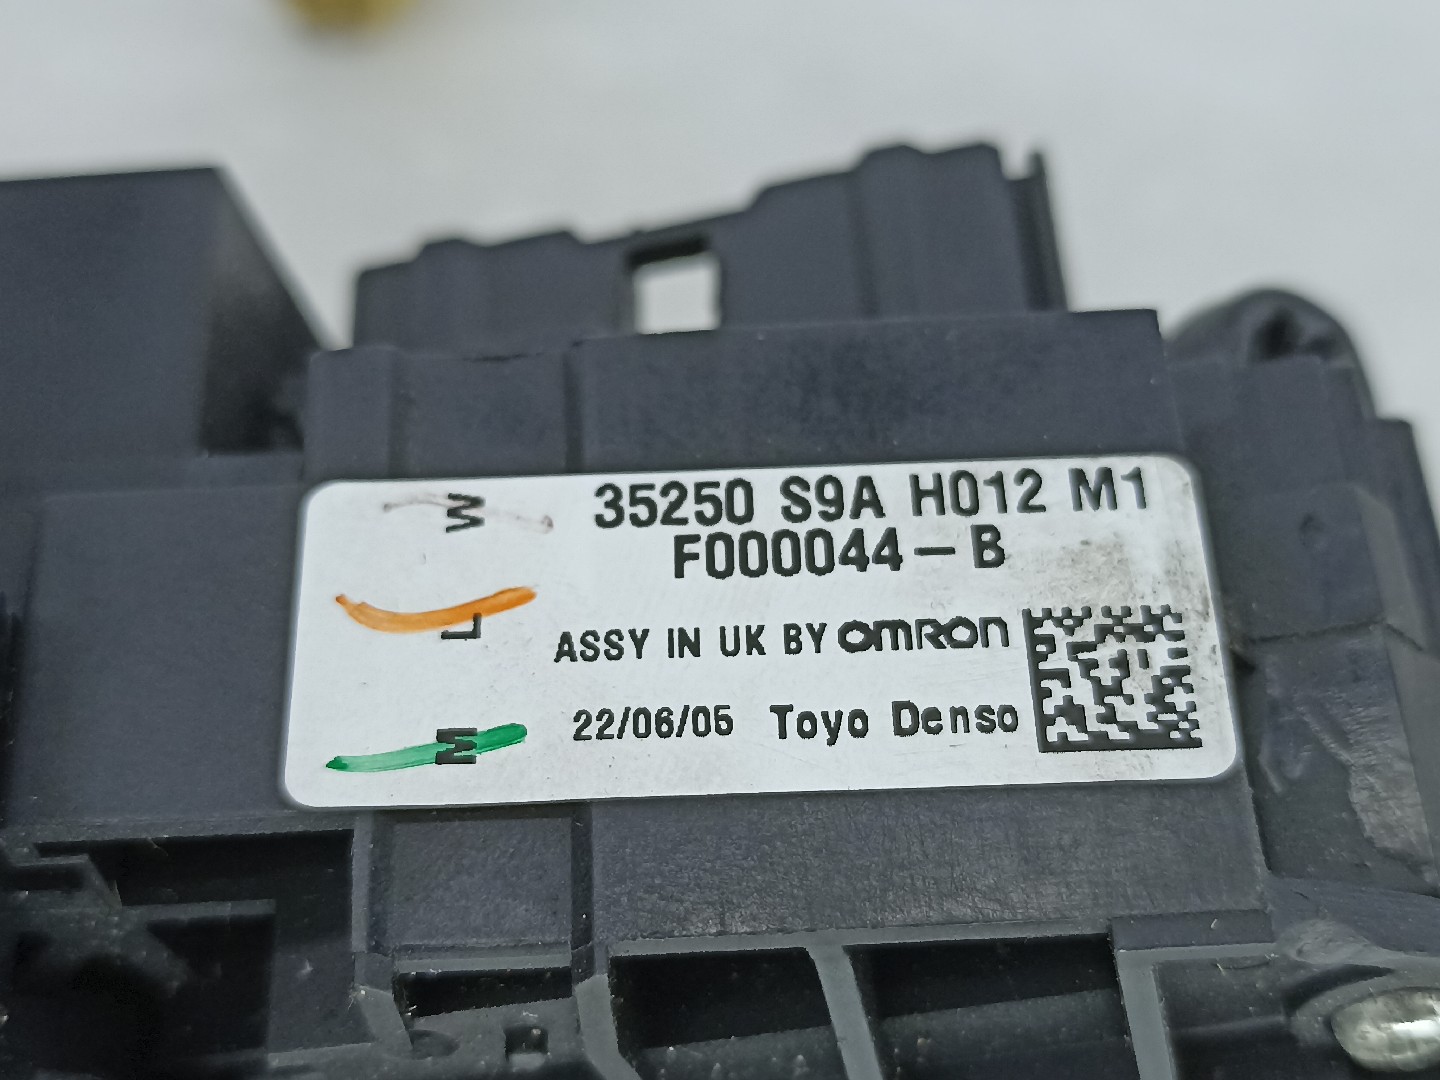 35250 S9A H012 M1
F000044-B
ASSY IN UK BY OMRON
22/06/05 Toyo Denso
W
L
M